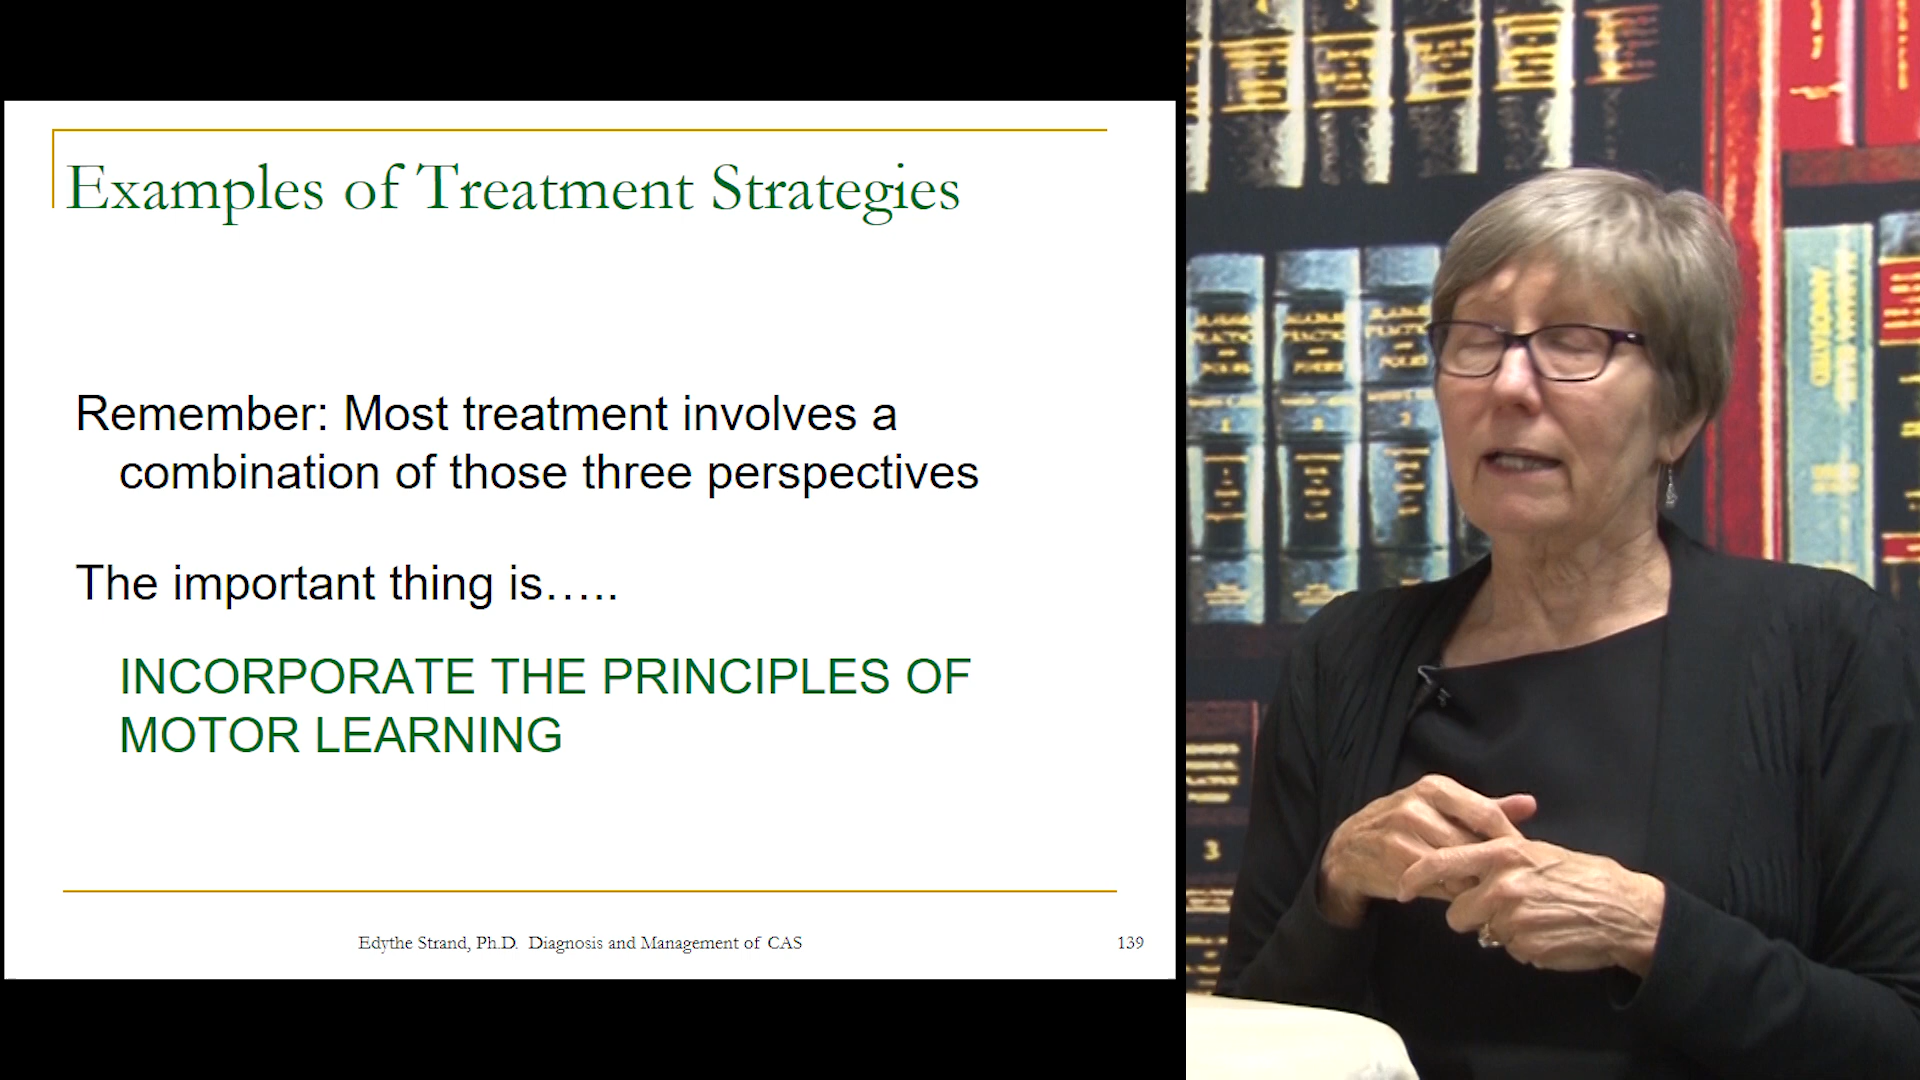 Examples of Treatment Strategies
Remember: Most treatment involves a
combination of those three perspectives
The important thing is.....
INCORPORATE THE PRINCIPLES OF
MOTOR LEARNING
Edythe Strand, Ph.D. Diagnosis and Management of CAS
139
3